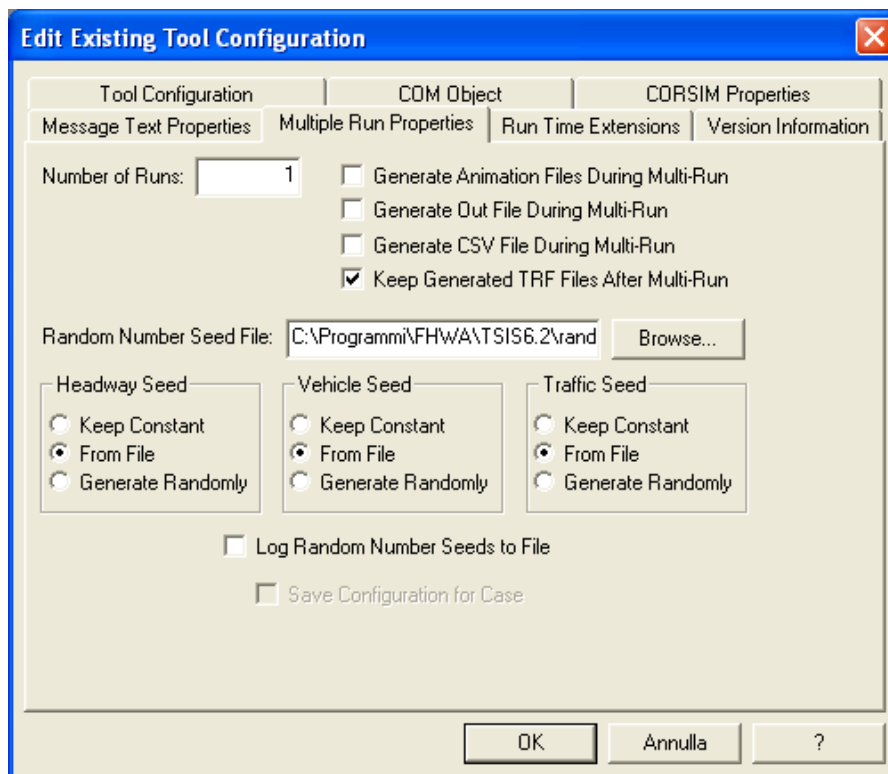 Edit Existing Tool Configuration
Tool Configuration COM Object CORSIM Properties
Message Text Properties Multiple Run Properties Run Time Extensions Version Information
Number of Runs: 1
Generate Animation Files During Multi-Run
Generate Out File During Multi-Run
Generate CSV File During Multi-Run
Keep Generated TRF Files After Multi-Run
Random Number Seed File: C:\Programmi\FHWA\TSIS6.2\rand Browse...
Headway Seed Vehicle Seed Traffic Seed
Keep Constant Keep Constant Keep Constant
From File From File From File
Generate Randomly Generate Randomly Generate Randomly
Log Random Number Seeds to File
Save Configuration for Case
OK Annulla ?